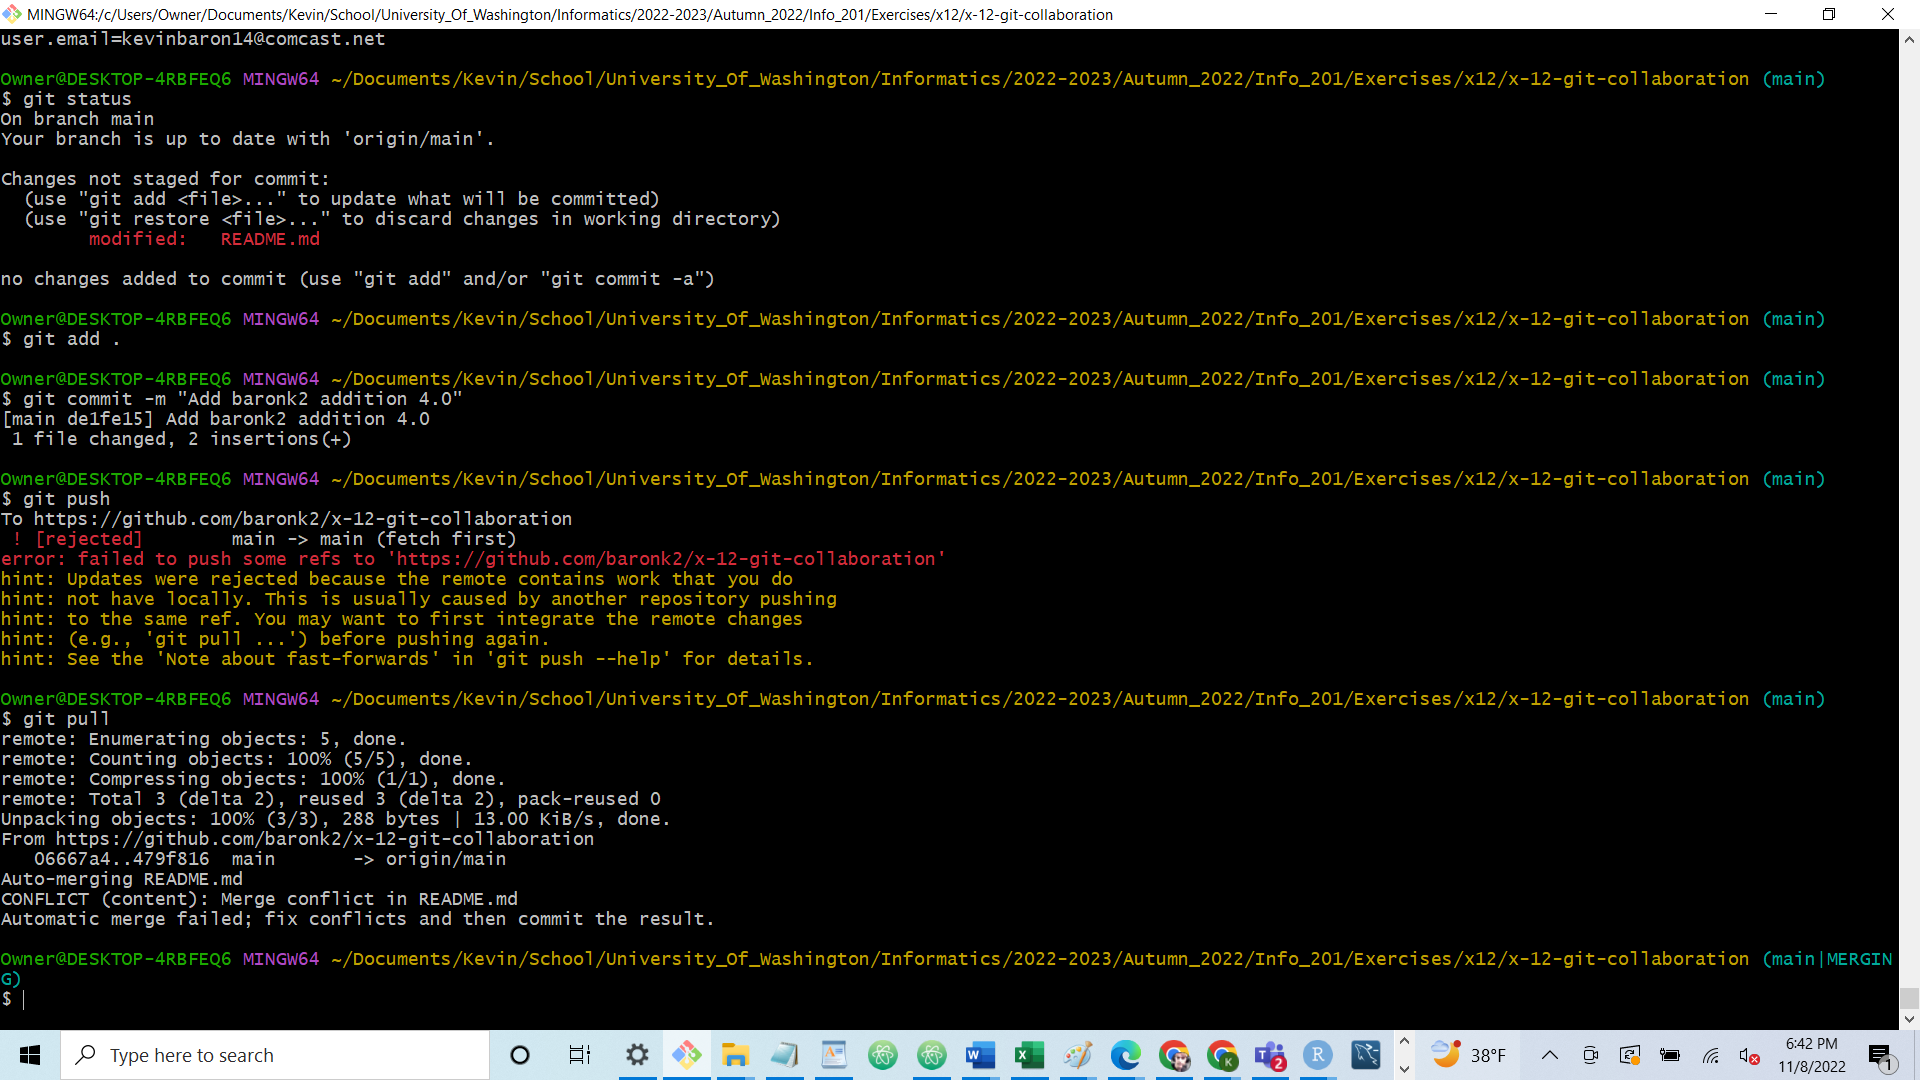 MINGW64:/c/Users/Owner/Documents/Kevin/School/University_Of_Washington/Informatics/2022-2023/Autumn_2022/Info_201/Exercises/x12/x-12-git-collaboration
user.email=kevinbaron14@comcast.net
Owner@DESKTOP-4RBFEQ6 MINGW64 ~/Documents/Kevin/School/University_Of_Washington/Informatics/2022-2023/Autumn_2022/Info_201/Exercises/x12/x-12-git-collaboration (main)
$ git status
On branch main
Your branch is up to date with 'origin/main'.
Changes not staged for commit:
(use "git add <file>..." to update what will be committed)
(use "git restore <file>..." to discard changes in working directory)
modified: README.md
no changes added to commit (use "git add" and/or "git commit -a")
Owner@DESKTOP-4RBFEQ6 MINGW64 ~/Documents/Kevin/School/University_Of_Washington/Informatics/2022-2023/Autumn_2022/Info_201/Exercises/x12/x-12-git-collaboration (main)
$ git add .
Owner@DESKTOP-4RBFEQ6 MINGW64 ~/Documents/Kevin/School/University_Of_Washington/Informatics/2022-2023/Autumn_2022/Info_201/Exercises/x12/x-12-git-collaboration (main)
$ git commit -m "Add baronk2 addition 4.0"
[main de1fe15] Add baronk2 addition 4.0
1 file changed, 2 insertions(+)
Owner@DESKTOP-4RBFEQ6 MINGW64 ~/Documents/Kevin/School/University_Of_Washington/Informatics/2022-2023/Autumn_2022/Info_201/Exercises/x12/x-12-git-collaboration (main)
$ git push
To https://github.com/baronk2/x-12-git-collaboration
! [rejected] main -> main (fetch first)
error: failed to push some refs to 'https://github.com/baronk2/x-12-git-collaboration'
hint: Updates were rejected because the remote contains work that you do
hint: not have locally. This is usually caused by another repository pushing
hint: to the same ref. You may want to first integrate the remote changes
hint: (e.g., 'git pull ...') before pushing again.
hint: See the 'Note about fast-forwards' in 'git push --help' for details.
Owner@DESKTOP-4RBFEQ6 MINGW64 ~/Documents/Kevin/School/University_Of_Washington/Informatics/2022-2023/Autumn_2022/Info_201/Exercises/x12/x-12-git-collaboration (main)
$ git pull
remote: Enumerating objects: 5, done.
remote: Counting objects: 100% (5/5), done.
remote: Compressing objects: 100% (1/1), done.
remote: Total 3 (delta 2), reused 3 (delta 2), pack-reused 0
Unpacking objects: 100% (3/3), 288 bytes | 13.00 KiB/s, done.
From https://github.com/baronk2/x-12-git-collaboration
06667a4..479f816 main -> origin/main
Auto-merging README.md
CONFLICT (content): Merge conflict in README.md
Automatic merge failed; fix conflicts and then commit the result.
Owner@DESKTOP-4RBFEQ6 MINGW64 ~/Documents/Kevin/School/University_Of_Washington/Informatics/2022-2023/Autumn_2022/Info_201/Exercises/x12/x-12-git-collaboration (main|MERGIN
G)
$
Type here to search
38°F
6:42 PM
11/8/2022
1
2